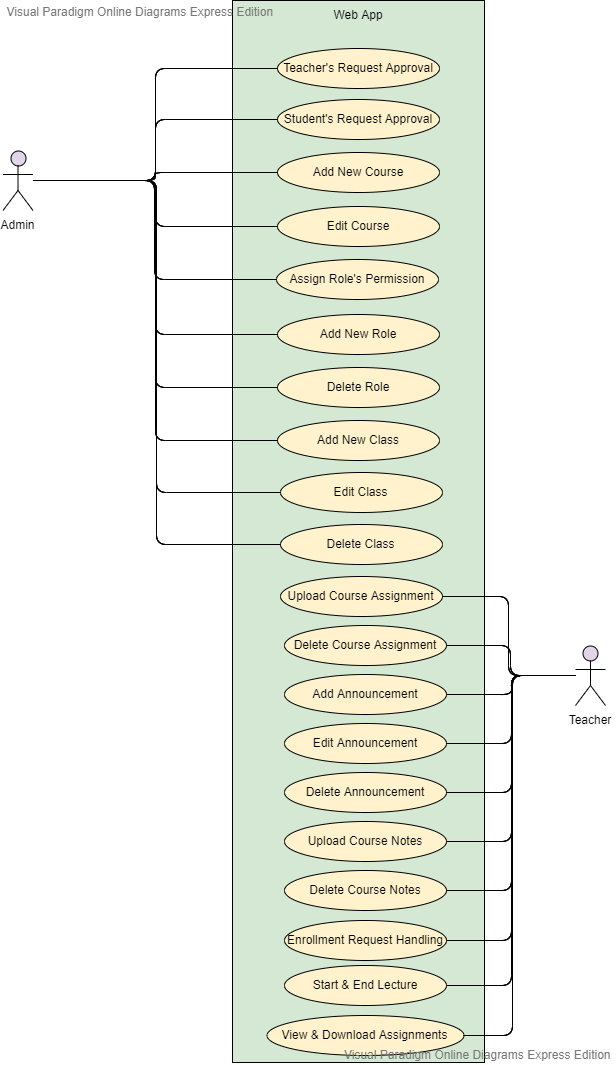 Visual Paradigm Online Diagrams Express Edition
Web App
Teacher's Request Approval
Student's Request Approval
Add New Course
Admin
Edit Course
Assign Role's Permission
Add New Role
Delete Role
Add New Class
Edit Class
Delete Class
Upload Course Assignment
Delete Course Assignment
Add Announcement
Teacher
Edit Announcement
Delete Announcement
Upload Course Notes
Delete Course Notes
Enrollment Request Handling
Start & End Lecture
View & Download Assignments
Visual Paradigm Online Diagrams Express Edition